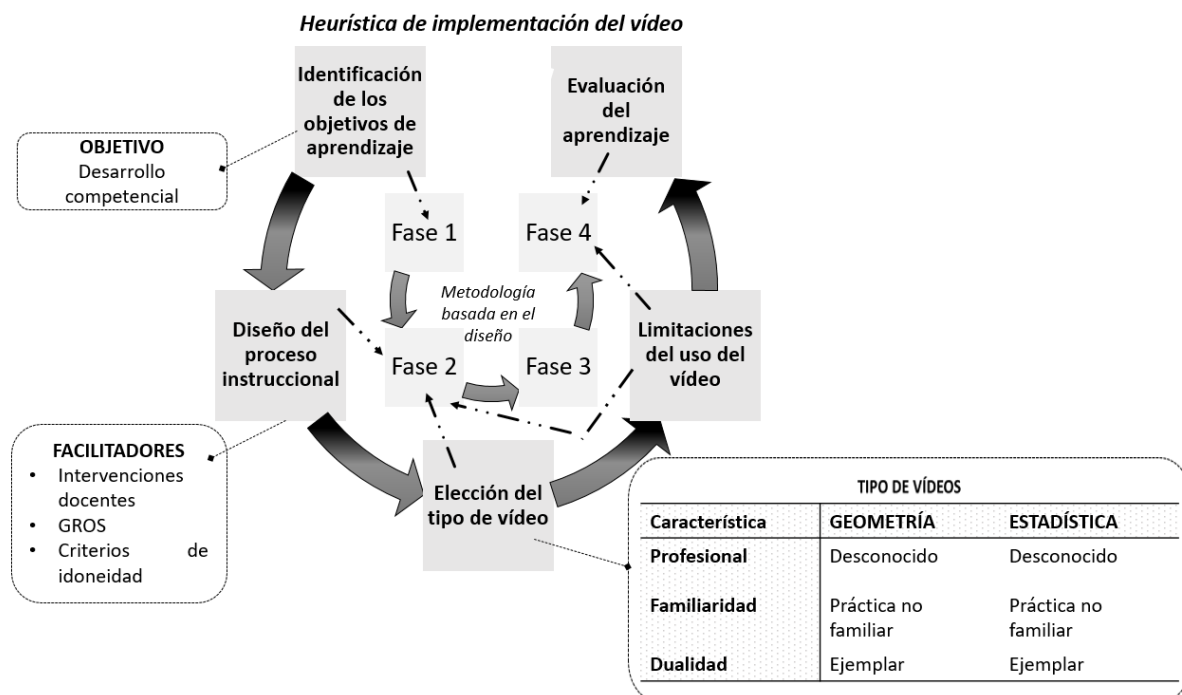 Heurística de implementación del vídeo
Identificación
de los
objetivos de
aprendizaje
Evaluación
del
aprendizaje
OBJETIVO
Desarrollo
competencial
Fase 1
Fase 4
Metodología
basada en el
diseño
Diseño del
proceso
instruccional
Limitaciones
del uso del
vídeo
Fase 2
Fase 3
FACILITADORES
• Intervenciones
docentes
• GROS
• Criterios de
idoneidad
Elección del
tipo de vídeo
TIPO DE VÍDEOS
Característica GEOMETRÍA ESTADÍSTICA
Profesional Desconocido Desconocido
Familiaridad Práctica no Práctica no
familiar familiar
Dualidad Ejemplar Ejemplar